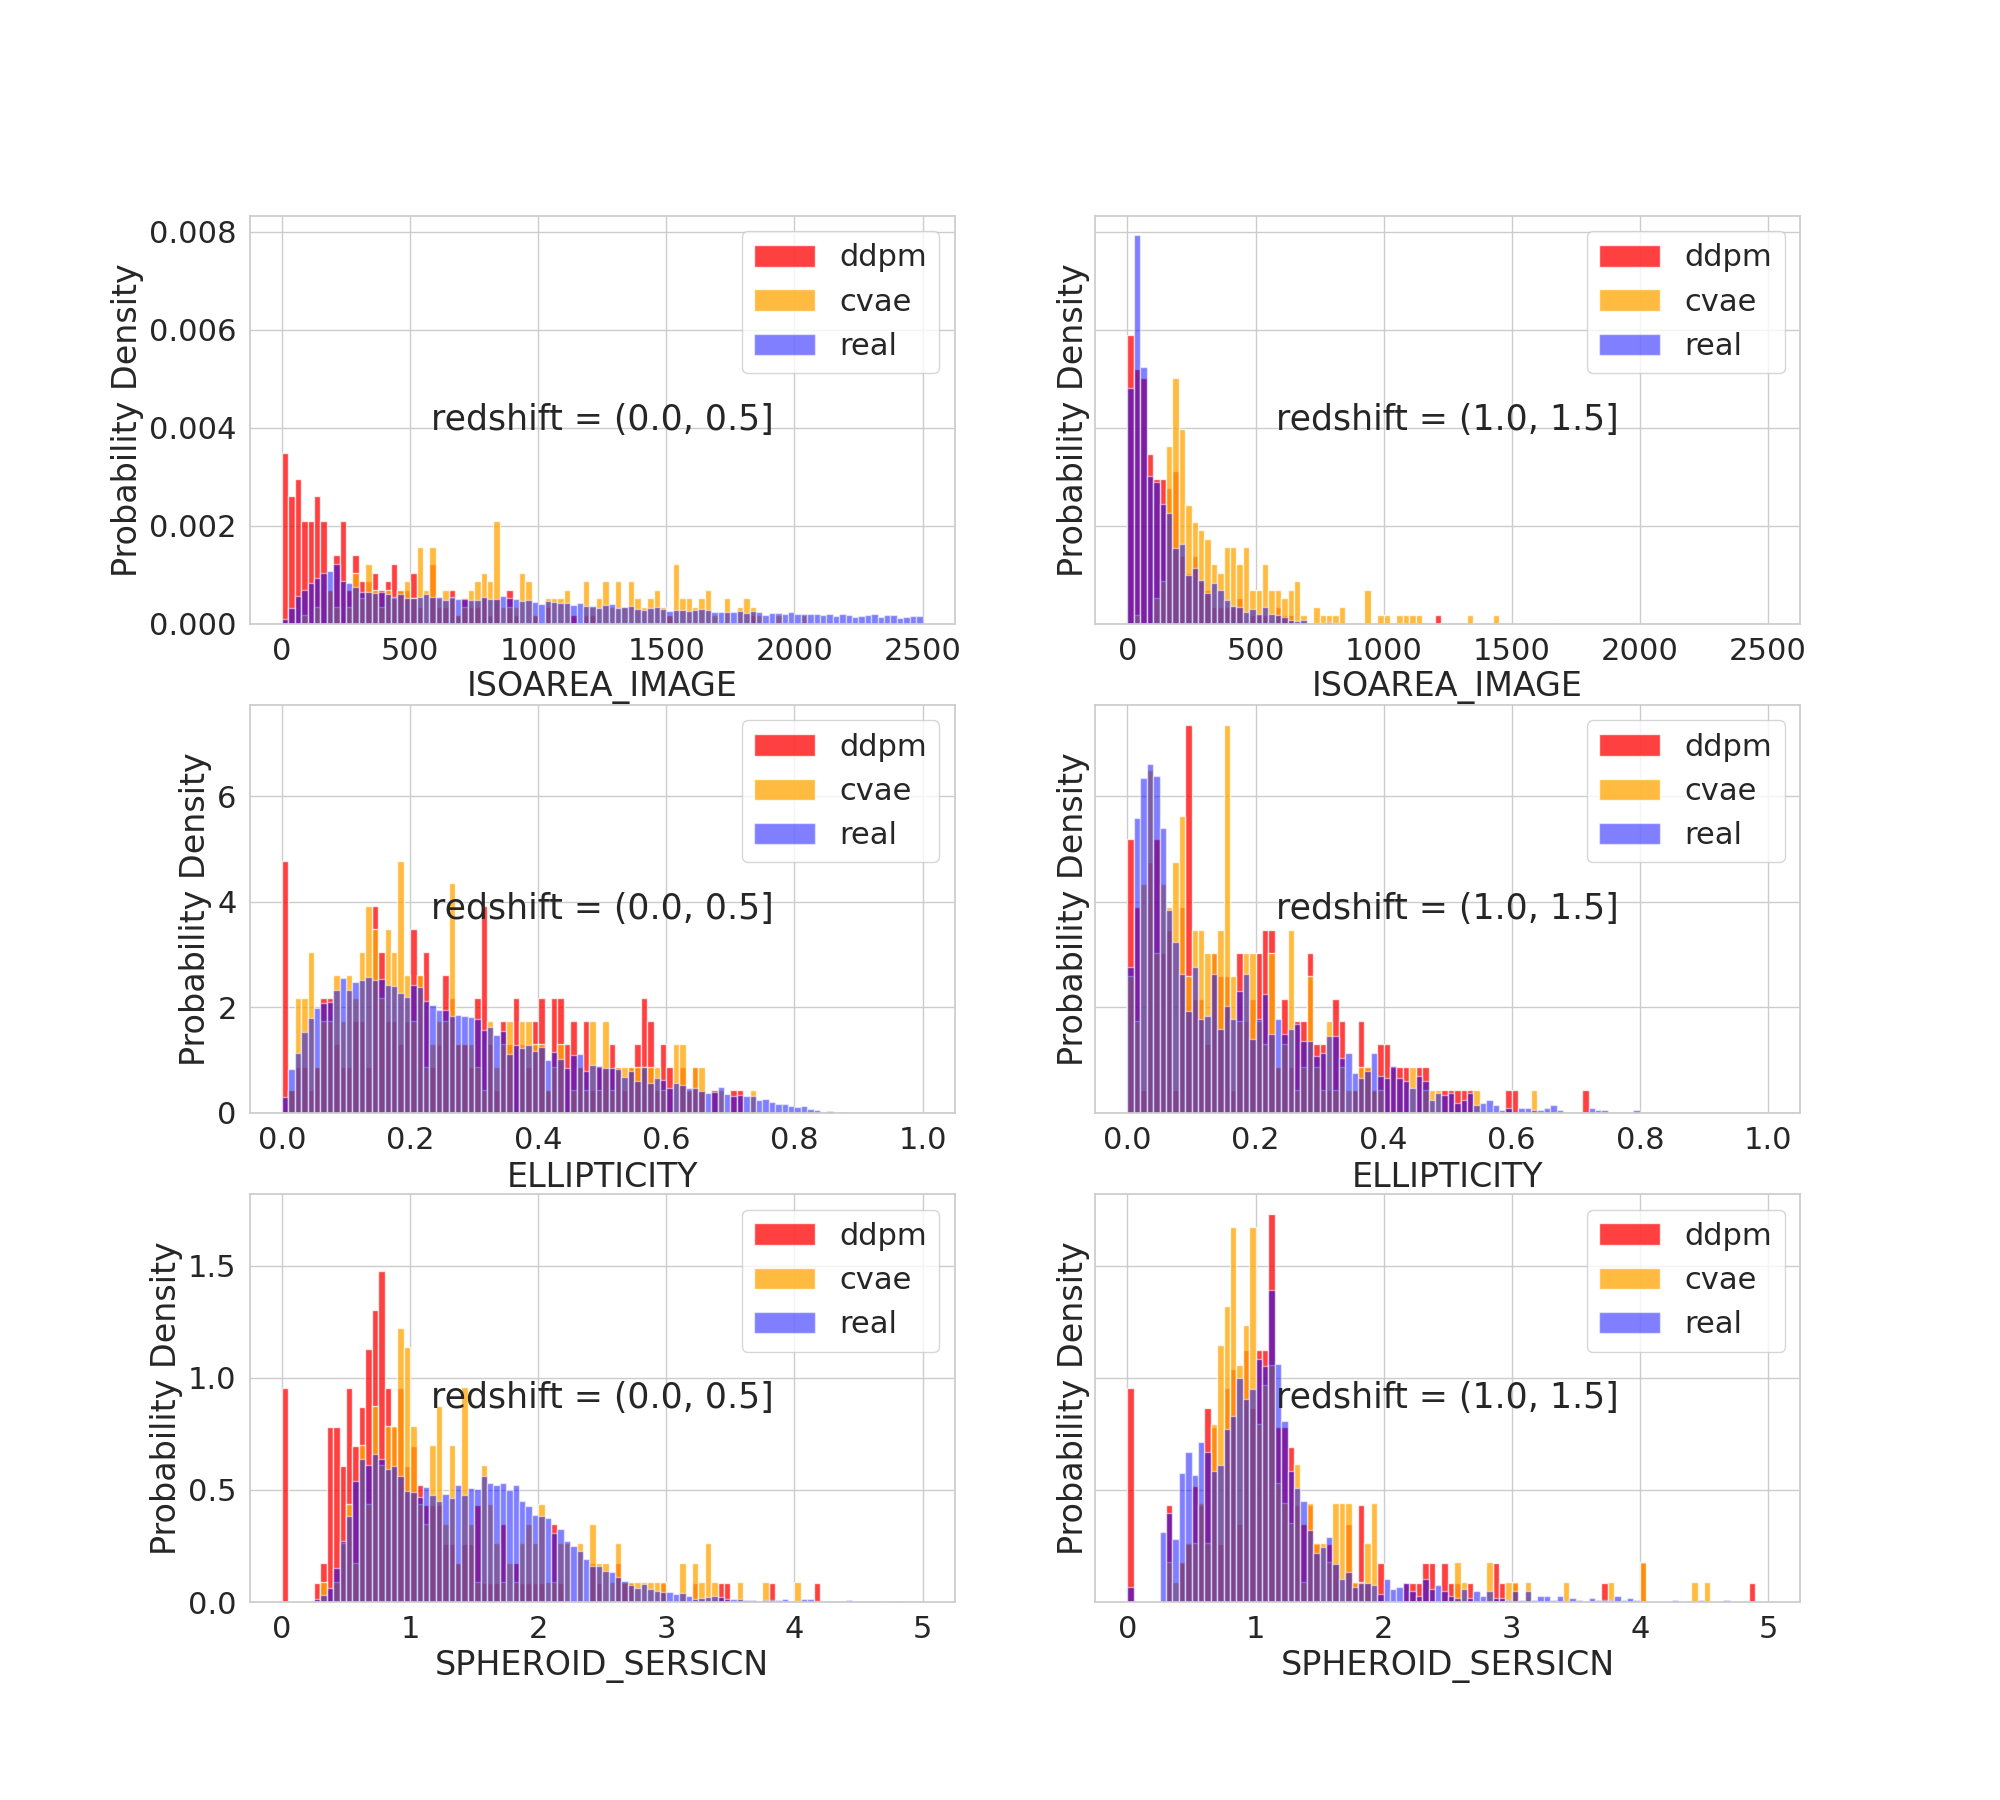 0.008
0.006
0.004
0.002
0.000
Probability Density
ddpm
cvae
real
redshift = (0.0, 0.5]
0 500 1000 1500 2000 2500
ISOAREA_IMAGE
Probability Density
ddpm
cvae
real
redshift = (1.0, 1.5]
0 500 1000 1500 2000 2500
ISOAREA_IMAGE
6
4
2
0
Probability Density
ddpm
cvae
real
redshift = (0.0, 0.5]
0.0 0.2 0.4 0.6 0.8 1.0
ELLIPTICITY
Probability Density
ddpm
cvae
real
redshift = (1.0, 1.5]
0.0 0.2 0.4 0.6 0.8 1.0
ELLIPTICITY
1.5
1.0
0.5
0.0
Probability Density
ddpm
cvae
real
redshift = (0.0, 0.5]
0 1 2 3 4 5
SPHEROID_SERSICN
Probability Density
ddpm
cvae
real
redshift = (1.0, 1.5]
0 1 2 3 4 5
SPHEROID_SERSICN